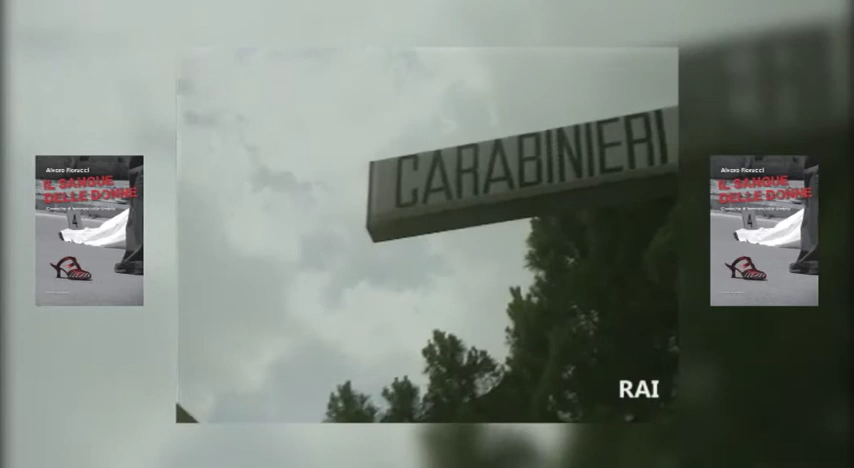 Alvaro Fiorucci
IL SANGUE
DELLE DONNE
CARABINIERI
RAI
Alvaro Fiorucci
IL SANGUE
DELLE DONNE